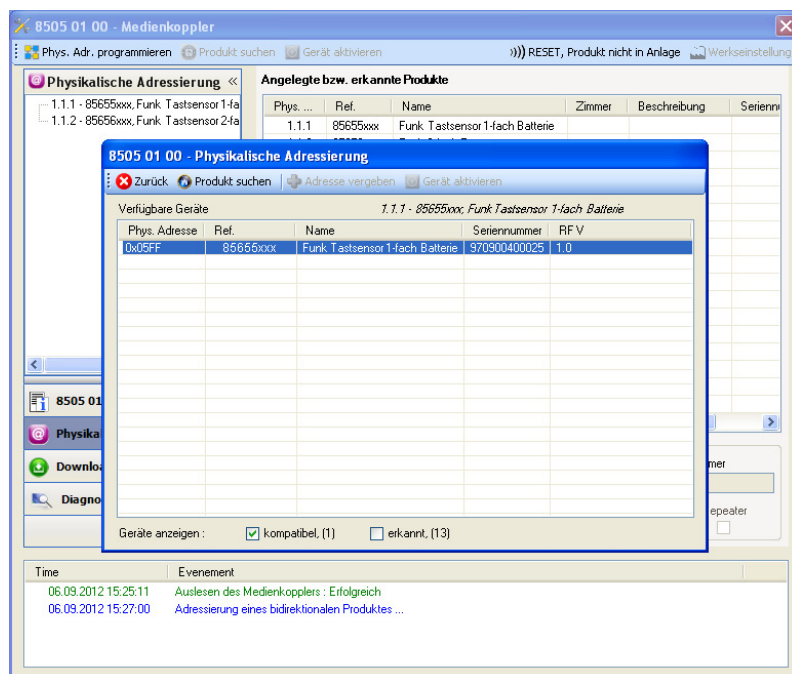 8505 01 00 - Medienkoppler
Phys. Adr. programmieren Produkt suchen Gerät aktivieren ))) RESET, Produkt nicht in Anlage Werkseinstellung
Physikalische Adressierung «
1.1.1 - 85655xxx, Funk Tastsensor 1-fa
1.1.2 - 85656xxx, Funk Tastsensor 2-fa
Angelegte bzw. erkannte Produkte
Phys. ... Ref. Name Zimmer Beschreibung Seriennu
1.1.1 85655xxx Funk Tastsensor 1-fach Batterie
8505 01 00 - Physikalische Adressierung
Zurück Produkt suchen Adresse vergeben Gerät aktivieren
Verfügbare Geräte 1.1.1 - 85655xxx, Funk Tastsensor 1-fach Batterie
Phys. Adresse Ref. Name Seriennummer RF V
0x05FF 85655xxx Funk Tastsensor 1-fach Batterie 970900400025 1.0
Geräte anzeigen : kompatibel, (1) erkannt, (13)
8505 01
Physika
Downloa
Diagno
mer
epeater
Time Evenement
06.09.2012 15:25:11 Auslesen des Medienkopplers : Erfolgreich
06.09.2012 15:27:00 Adressierung eines bidirektionalen Produktes ...